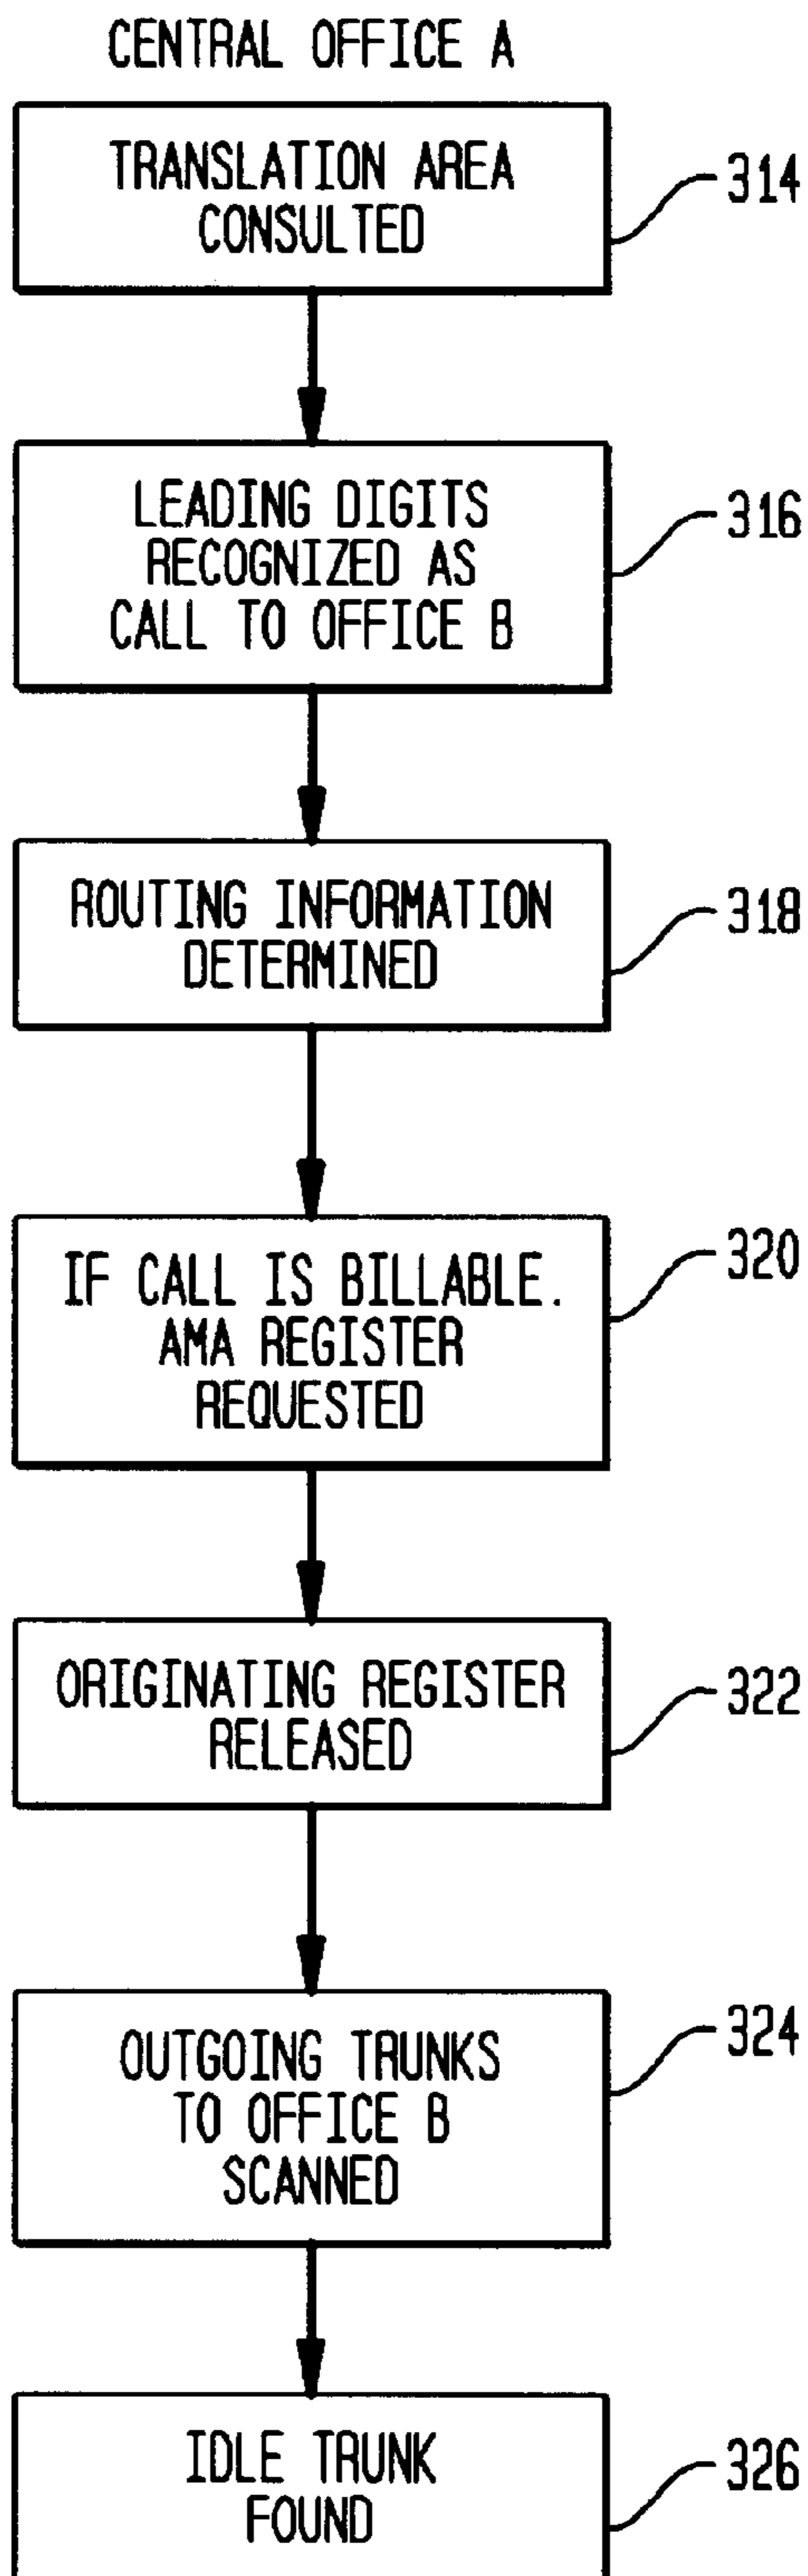 CENTRAL OFFICE A
TRANSLATION AREA
CONSULTED
314
LEADING DIGITS
RECOGNIZED AS
CALL TO OFFICE B
316
ROUTING INFORMATION
DETERMINED
318
IF CALL IS BILLABLE.
AMA REGISTER
REQUESTED
320
ORIGINATING REGISTER
RELEASED
322
OUTGOING TRUNKS
TO OFFICE B
SCANNED
324
IDLE TRUNK
FOUND
326